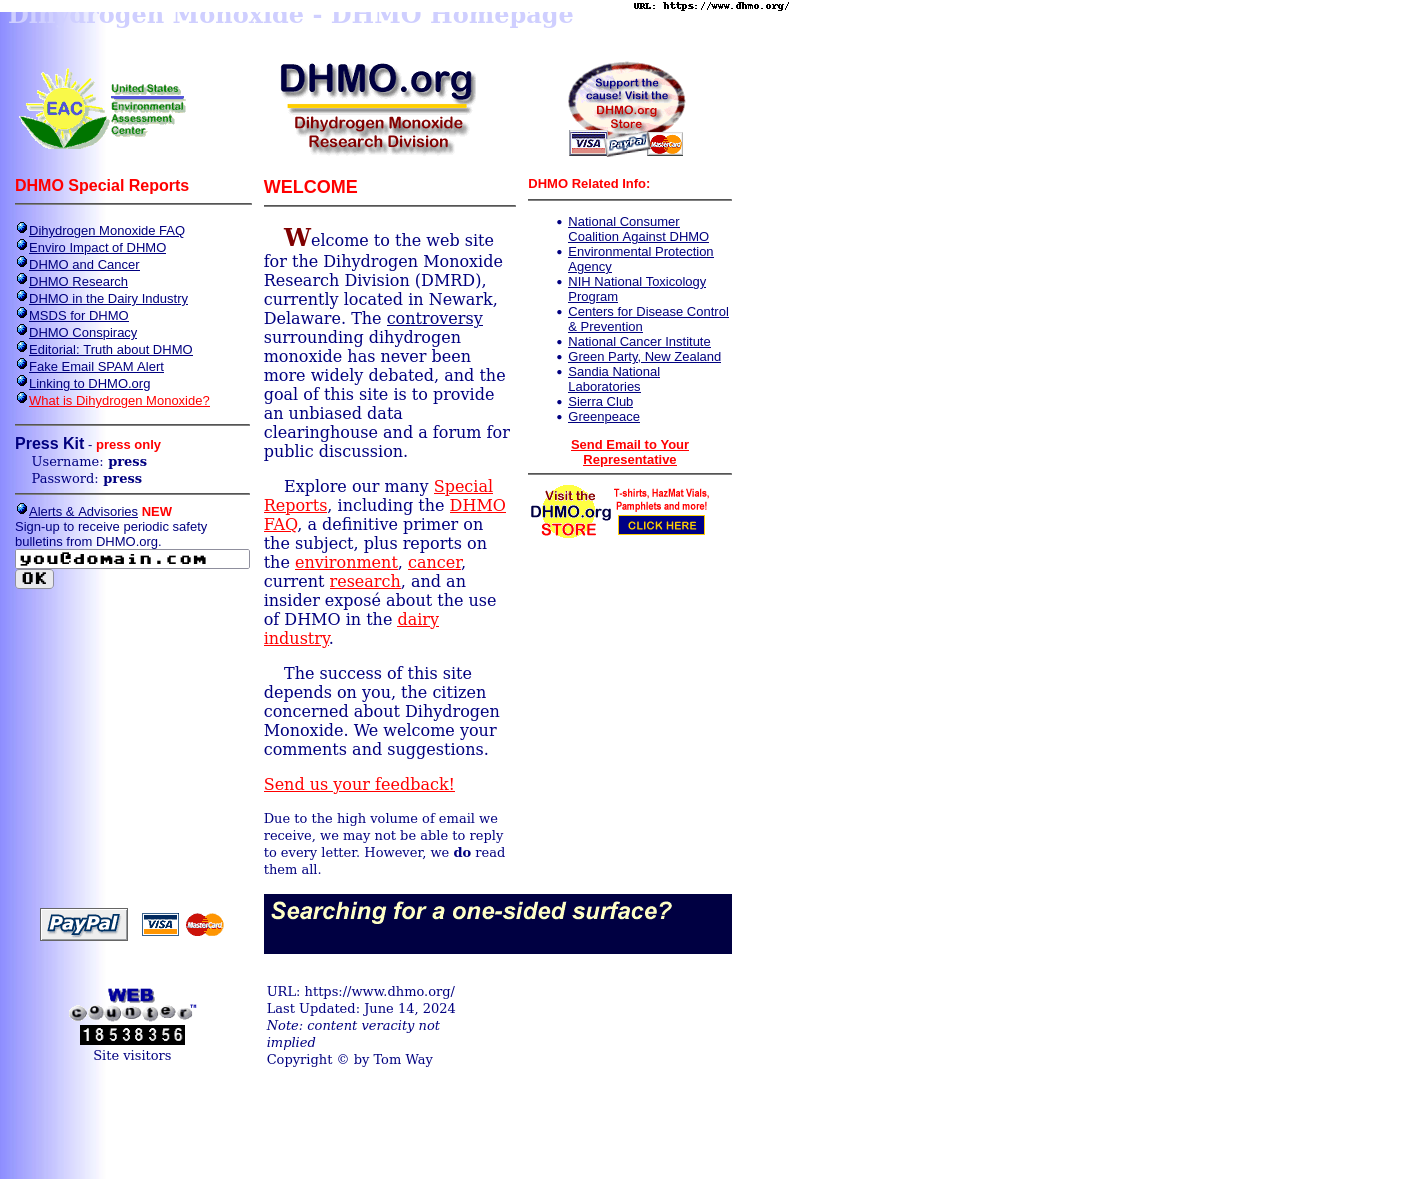 URL: https://www.dhmo.org/
Dihydrogen Monoxide - DHMO Homepage
EAC
United States
Environmental
Assessment
Center
DHMO.org
Dihydrogen Monoxide
Research Division
Support the
cause! Visit the
DHMO.org
Store
VISA PayPal MasterCard
DHMO Special Reports
Dihydrogen Monoxide FAQ
Enviro Impact of DHMO
DHMO and Cancer
DHMO Research
DHMO in the Dairy Industry
MSDS for DHMO
DHMO Conspiracy
Editorial: Truth about DHMO
Fake Email SPAM Alert
Linking to DHMO.org
What is Dihydrogen Monoxide?
Press Kit - press only
Username: press
Password: press
Alerts & Advisories NEW
Sign-up to receive periodic safety
bulletins from DHMO.org.
you@domain.com
OK
WELCOME
Welcome to the web site
for the Dihydrogen Monoxide
Research Division (DMRD),
currently located in Newark,
Delaware. The controversy
surrounding dihydrogen
monoxide has never been
more widely debated, and the
goal of this site is to provide
an unbiased data
clearinghouse and a forum for
public discussion.
Explore our many Special
Reports, including the DHMO
FAQ, a definitive primer on
the subject, plus reports on
the environment, cancer,
current research, and an
insider exposé about the use
of DHMO in the dairy
industry.
The success of this site
depends on you, the citizen
concerned about Dihydrogen
Monoxide. We welcome your
comments and suggestions.
Send us your feedback!
Due to the high volume of email we
receive, we may not be able to reply
to every letter. However, we do read
them all.
DHMO Related Info:
National Consumer
Coalition Against DHMO
Environmental Protection
Agency
NIH National Toxicology
Program
Centers for Disease Control
& Prevention
National Cancer Institute
Green Party, New Zealand
Sandia National
Laboratories
Sierra Club
Greenpeace
Send Email to Your
Representative
Visit the
DHMO.org
STORE
T-shirts, HazMat Vials,
Pamphlets and more!
CLICK HERE
PayPal VISA MasterCard
Searching for a one-sided surface?
WEB
counter™
18538356
Site visitors
URL: https://www.dhmo.org/
Last Updated: June 14, 2024
Note: content veracity not
implied
Copyright © by Tom Way